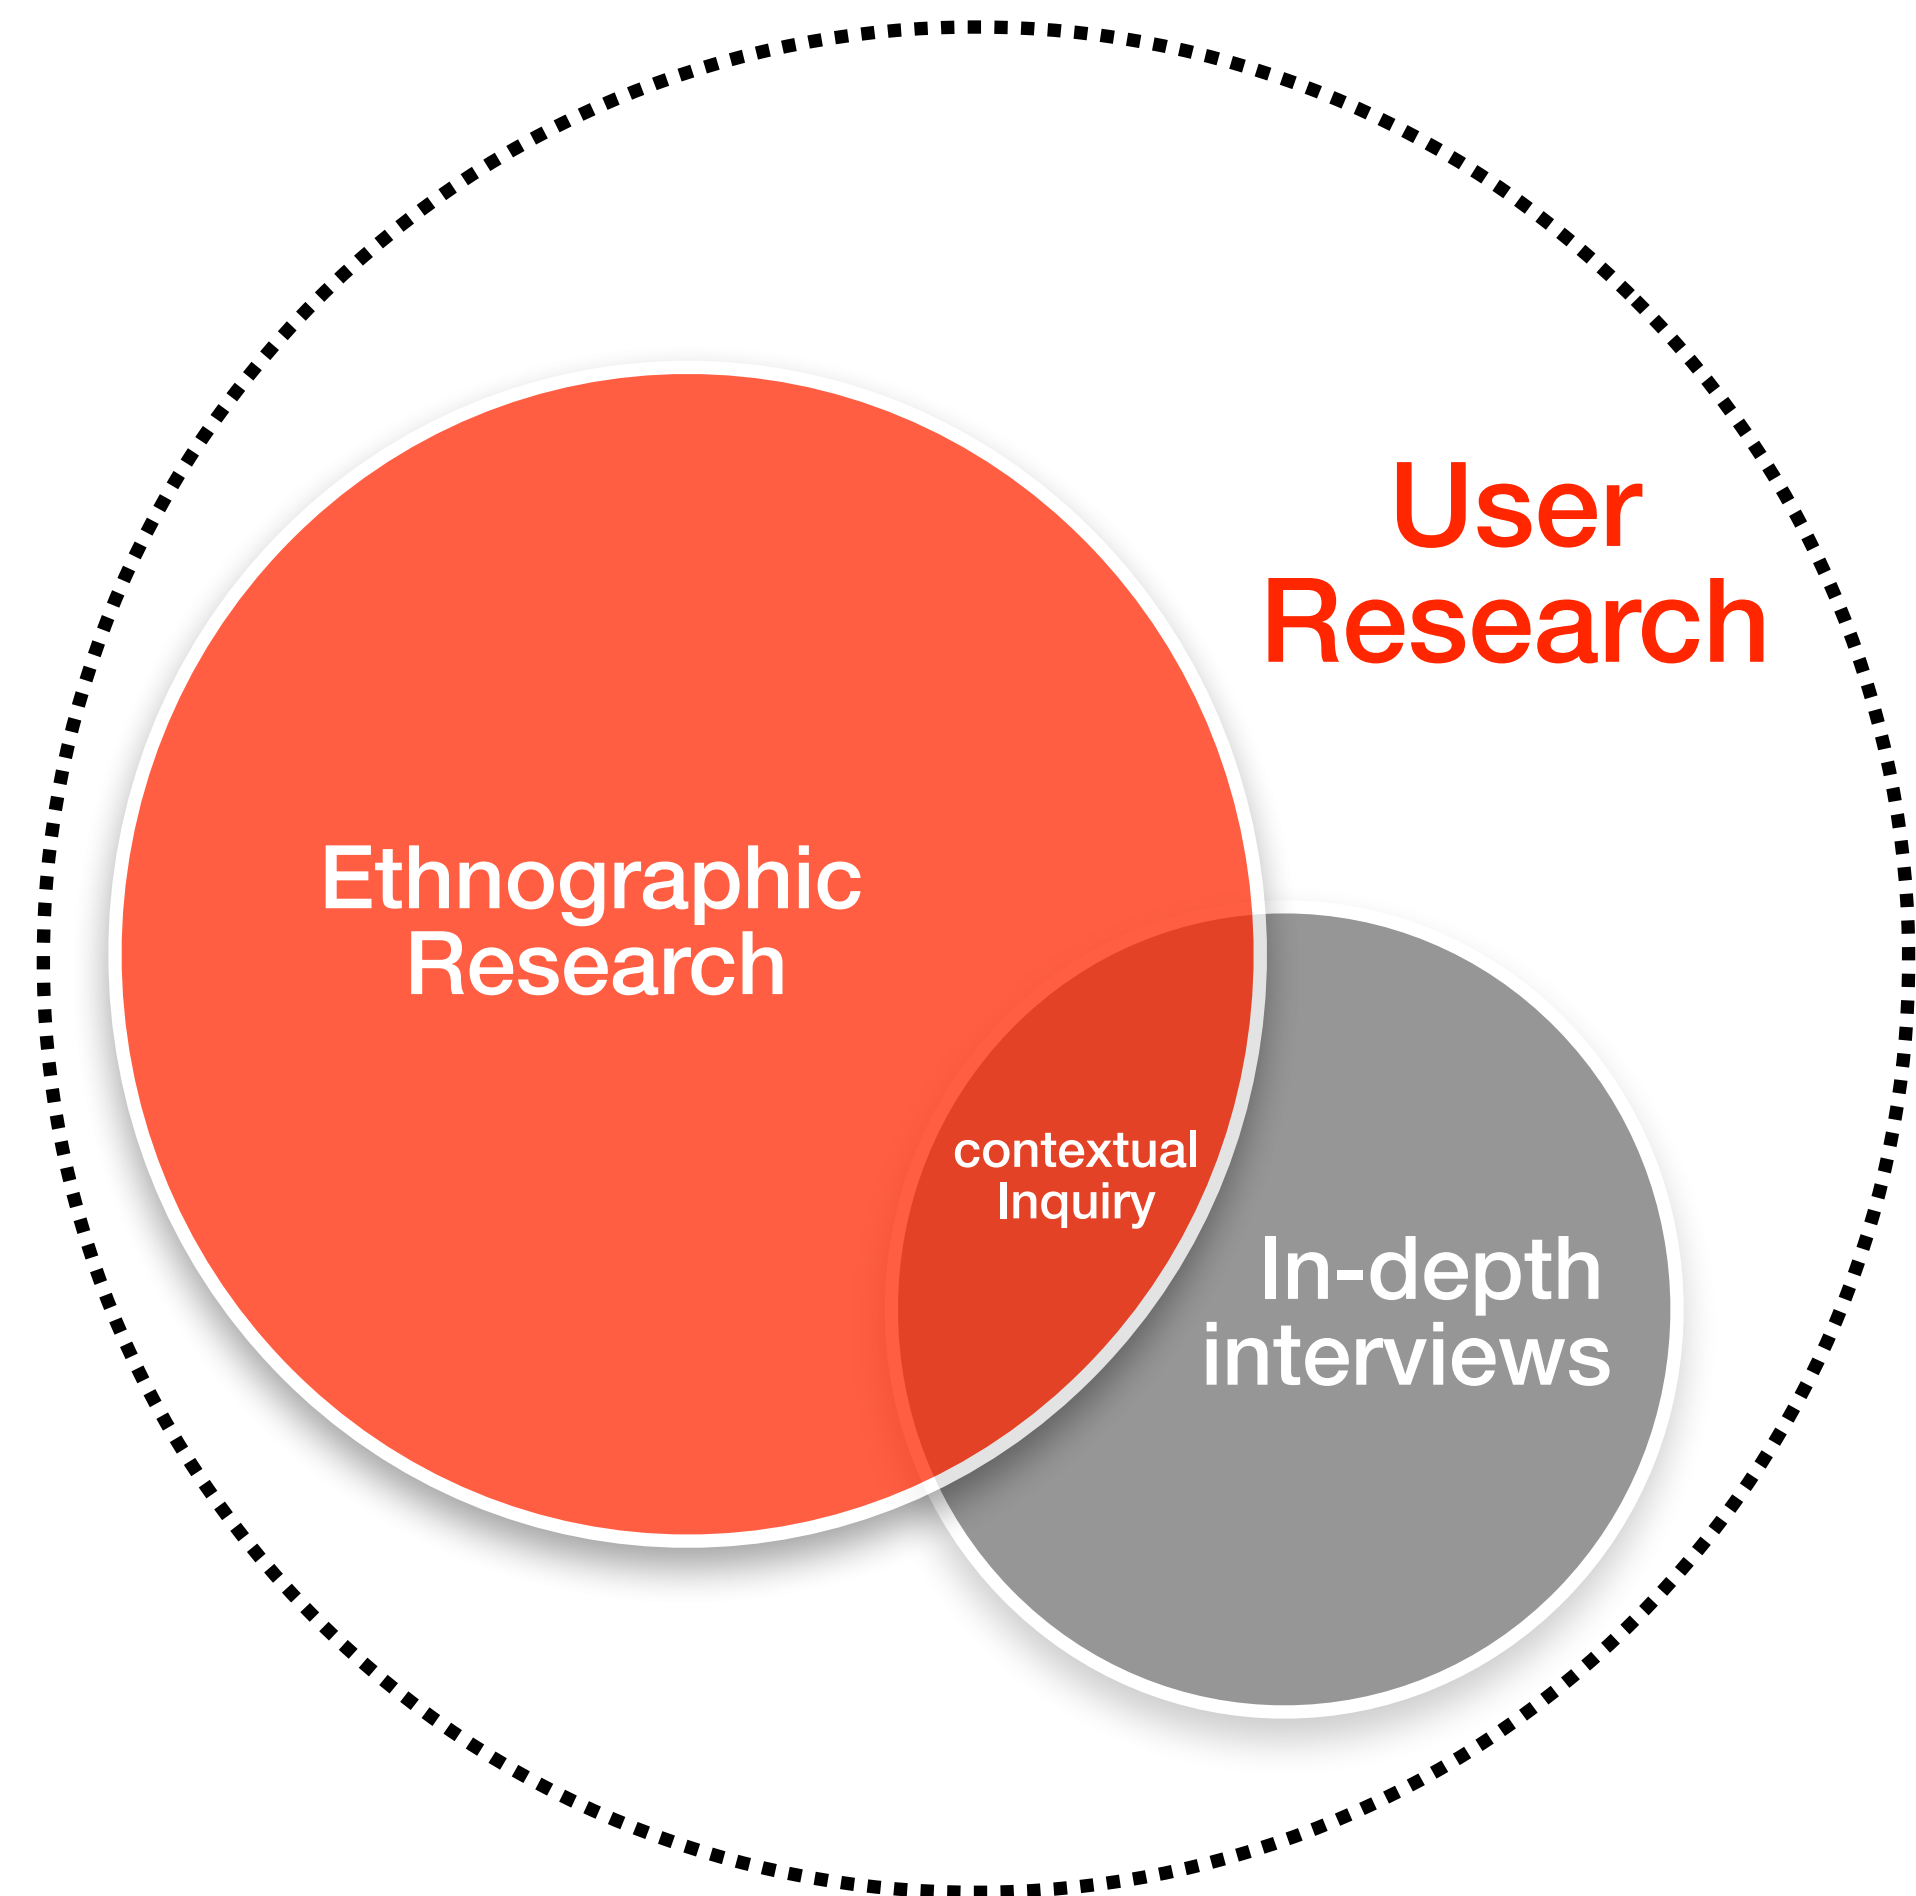 User
Research
Ethnographic
Research
contextual
Inquiry
In-depth
interviews